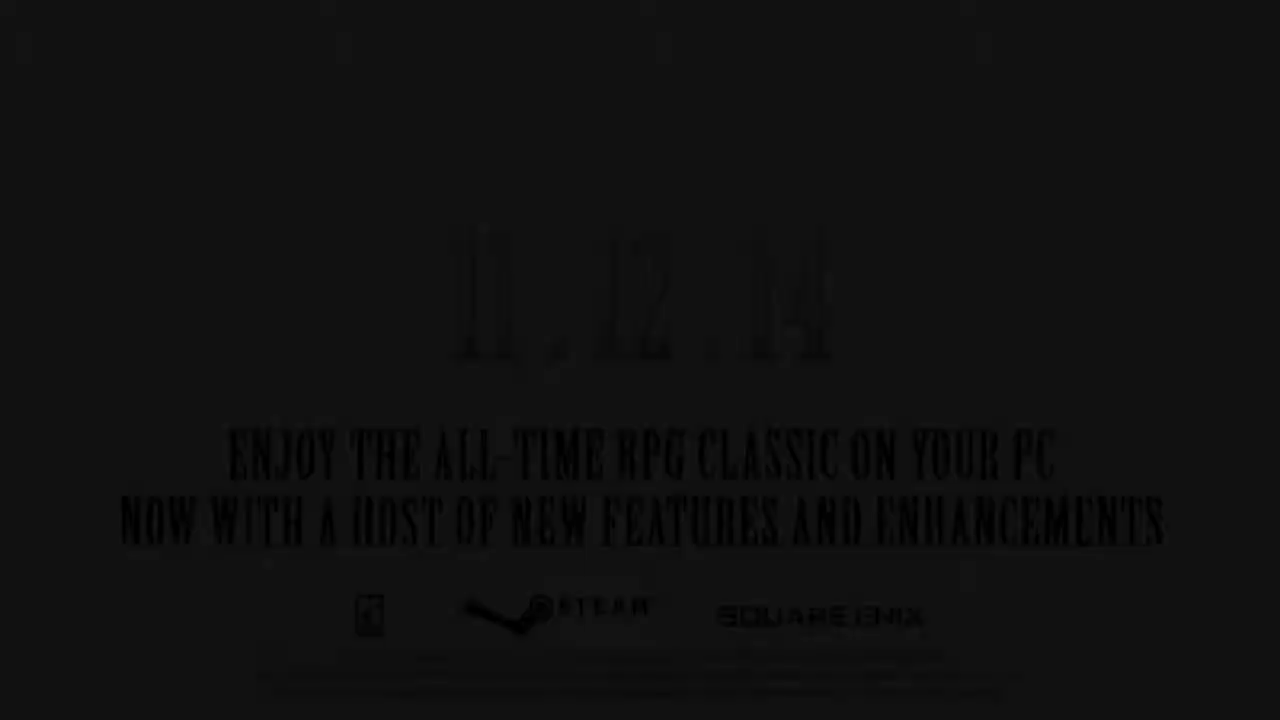 11 . 12 . 14
ENJOY THE ALL-TIME RPG CLASSIC ON YOUR PC
NOW WITH A HOST OF NEW FEATURES AND ENHANCEMENTS
STEAM
SQUARE ENIX